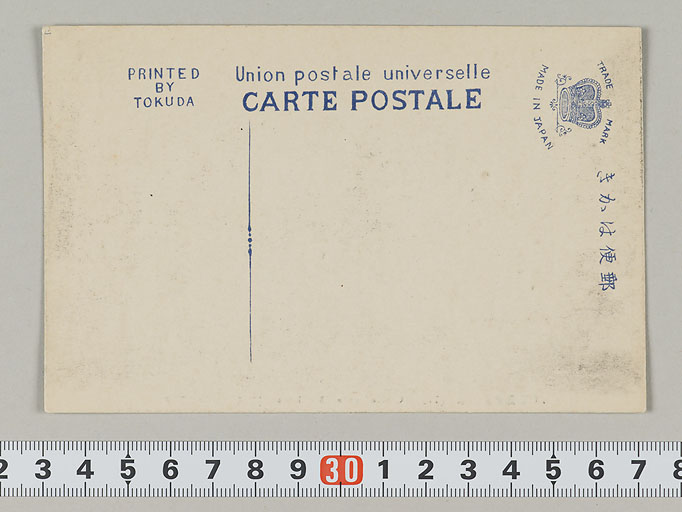 PRINTED
BY
TOKUDA
Union postale universelle
CARTE POSTALE
TRADE MARK
MADE IN JAPAN
きかは便郵
2 3 4 5 6 7 8 9 30 1 2 3 4 5 6 7 8